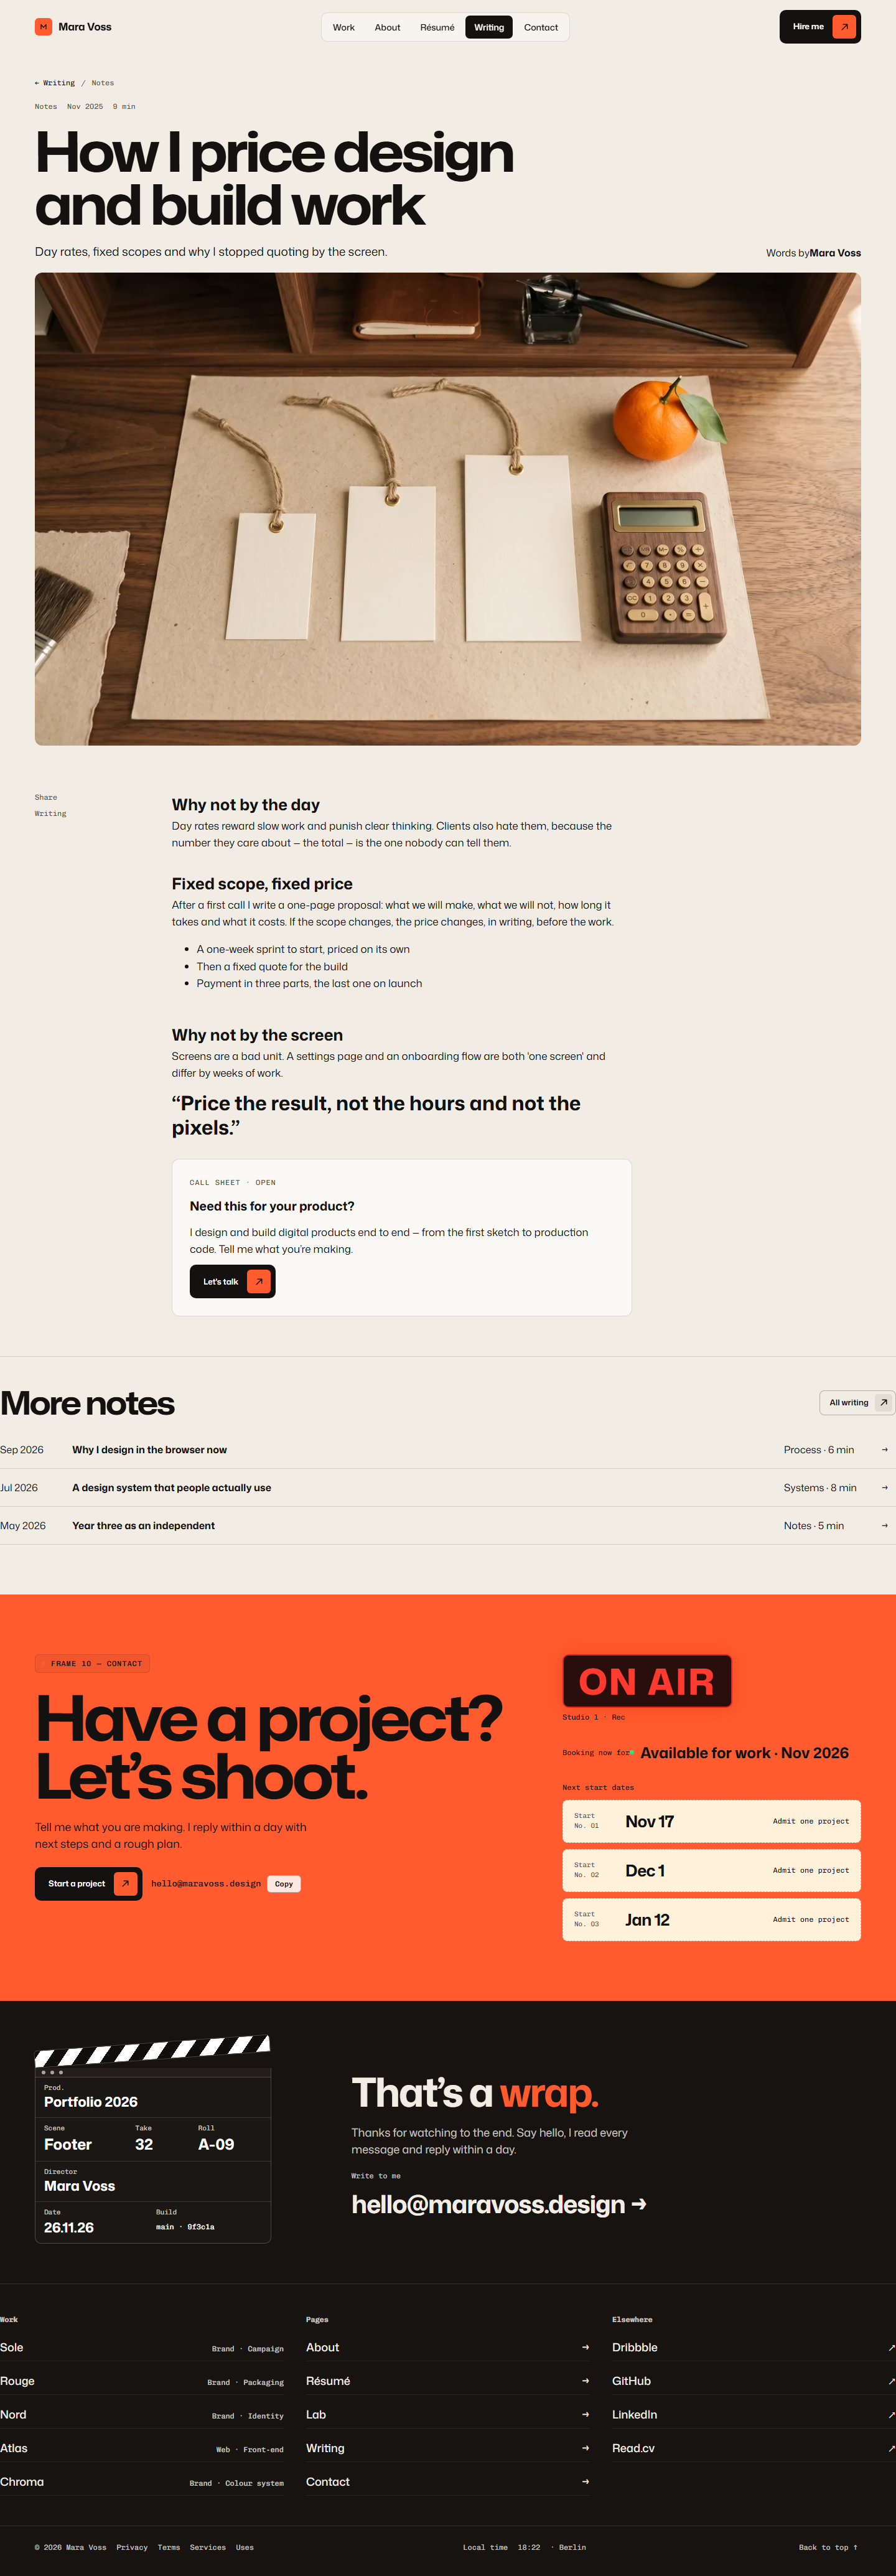 M Mara Voss
Work About Résumé Writing Contact
Hire me
← Writing / Notes
Notes Nov 2025 9 min
How I price design
and build work
Day rates, fixed scopes and why I stopped quoting by the screen.
Words byMara Voss
Share
Writing
Why not by the day
Day rates reward slow work and punish clear thinking. Clients also hate them, because the
number they care about — the total — is the one nobody can tell them.
Fixed scope, fixed price
After a first call I write a one-page proposal: what we will make, what we will not, how long it
takes and what it costs. If the scope changes, the price changes, in writing, before the work.
• A one-week sprint to start, priced on its own
• Then a fixed quote for the build
• Payment in three parts, the last one on launch
Why not by the screen
Screens are a bad unit. A settings page and an onboarding flow are both 'one screen' and
differ by weeks of work.
“Price the result, not the hours and not the
pixels.”
CALL SHEET · OPEN
Need this for your product?
I design and build digital products end to end — from the first sketch to production
code. Tell me what you're making.
Let's talk
More notes
All writing
Sep 2026 Why I design in the browser now Process · 6 min →
Jul 2026 A design system that people actually use Systems · 8 min →
May 2026 Year three as an independent Notes · 5 min →
FRAME 10 — CONTACT
Have a project?
Let’s shoot.
Tell me what you are making. I reply within a day with
next steps and a rough plan.
Start a project
hello@maravoss.design Copy
ON AIR
Studio 1 · Rec
Booking now for Available for work · Nov 2026
Next start dates
Start
No. 01
Nov 17
Admit one project
Start
No. 02
Dec 1
Admit one project
Start
No. 03
Jan 12
Admit one project
Prod.
Portfolio 2026
Scene Take Roll
Footer 32 A-09
Director
Mara Voss
Date Build
26.11.26 main · 9f3c1a
That’s a wrap.
Thanks for watching to the end. Say hello, I read every
message and reply within a day.
Write to me
hello@maravoss.design →
Work
Sole Brand · Campaign
Rouge Brand · Packaging
Nord Brand · Identity
Atlas Web · Front-end
Chroma Brand · Colour system
Pages
About →
Résumé →
Lab →
Writing →
Contact →
Elsewhere
Dribbble ↗
GitHub ↗
LinkedIn ↗
Read.cv ↗
© 2026 Mara Voss Privacy Terms Services Uses
Local time 18:22 · Berlin
Back to top ↑